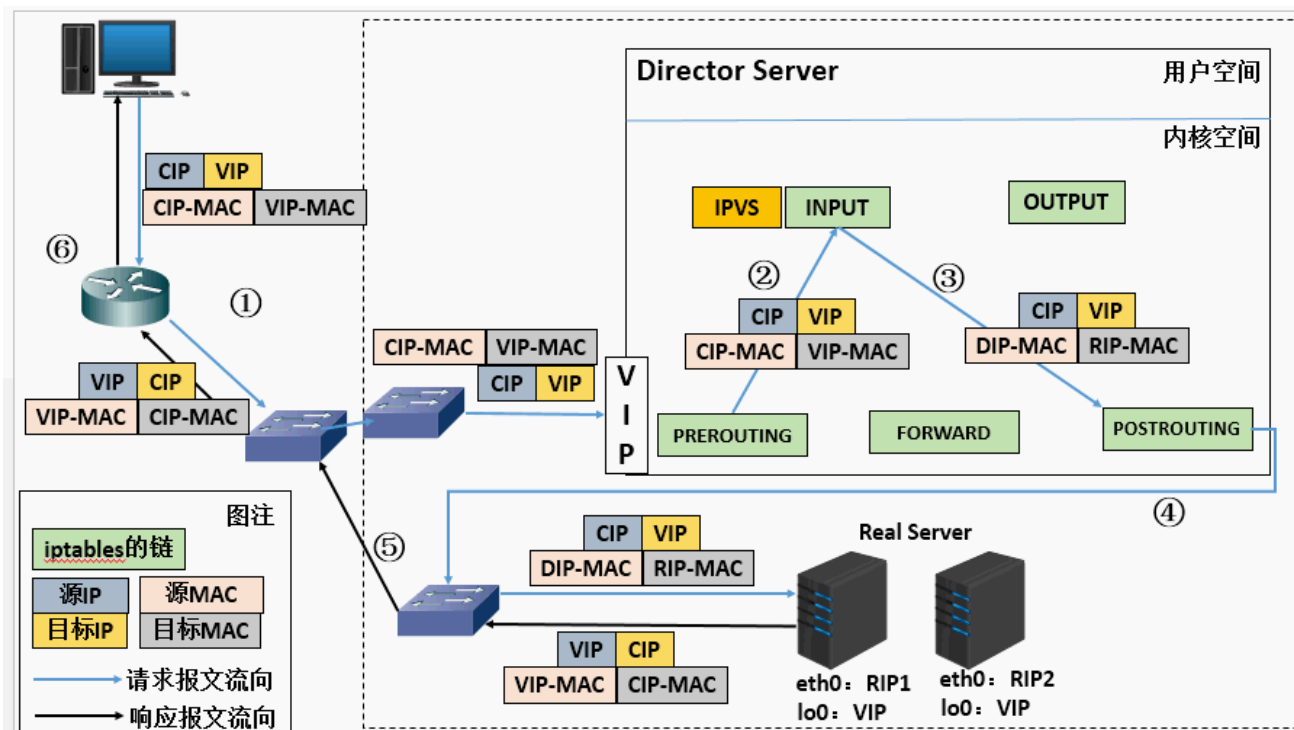 Director Server
用户空间
内核空间
CIP VIP
CIP-MAC VIP-MAC
IPVS INPUT
OUTPUT
⑥
①
②
③
CIP VIP
CIP-MAC VIP-MAC
CIP VIP
DIP-MAC RIP-MAC
CIP-MAC VIP-MAC
CIP VIP
V
I
P
VIP CIP
VIP-MAC CIP-MAC
PREROUTING
FORWARD
POSTROUTING
④
⑤
CIP VIP
DIP-MAC RIP-MAC
Real Server
VIP CIP
VIP-MAC CIP-MAC
eth0：RIP1
lo0：VIP
eth0：RIP2
lo0：VIP
图注
iptables的链
源IP 源MAC
目标IP 目标MAC
请求报文流向
响应报文流向